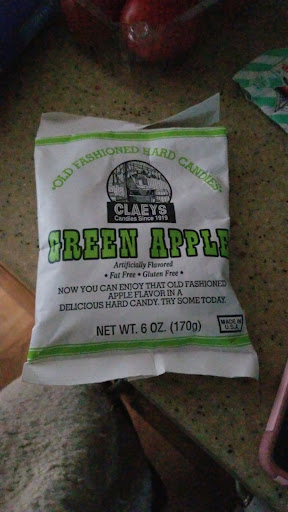 "OLD FASHIONED HARD CANDIES"
CLAEYS
Candies Since 1919
GREEN APPLE
Artificially Flavored
• Fat Free • Gluten Free •
NOW YOU CAN ENJOY THAT OLD FASHIONED
APPLE FLAVOR IN A
DELICIOUS HARD CANDY. TRY SOME TODAY.
NET WT. 6 OZ. (170g)
MADE IN
U.S.A.